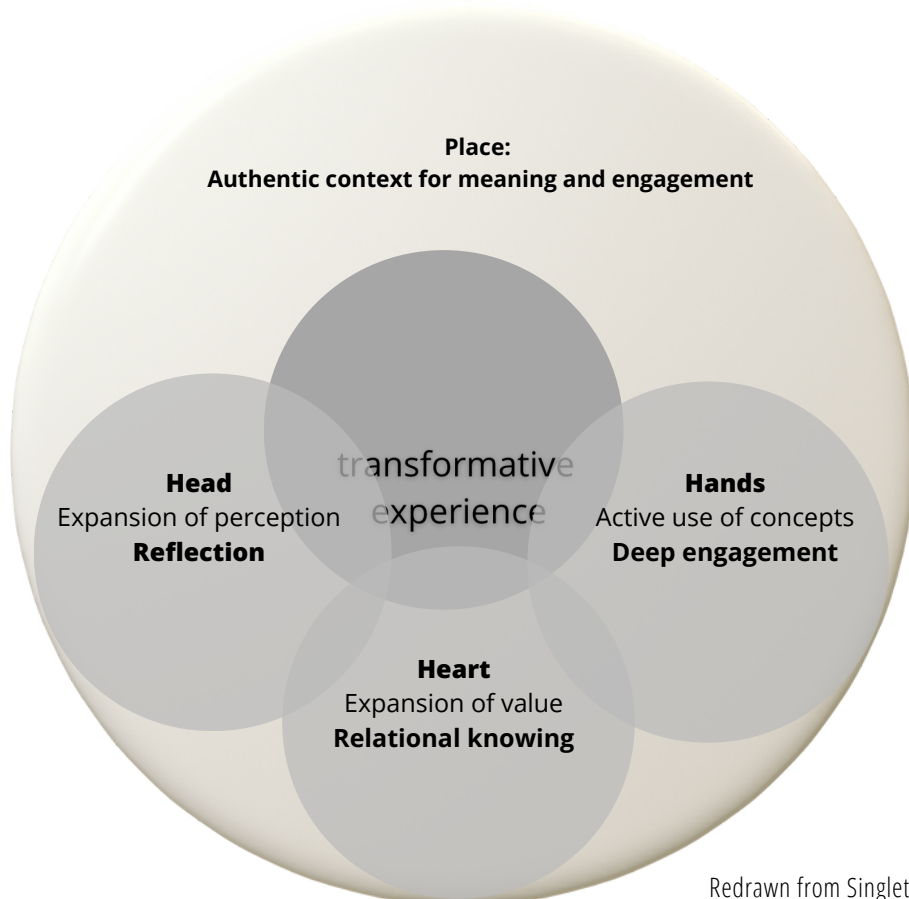 Place:
Authentic context for meaning and engagement
transformative
experience
Head
Expansion of perception
Reflection
Hands
Active use of concepts
Deep engagement
Heart
Expansion of value
Relational knowing
Redrawn from Singlet